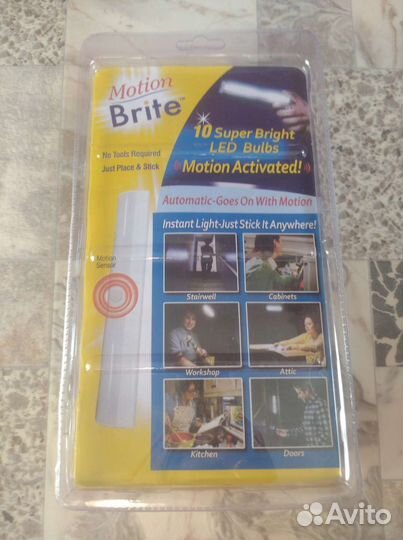 Motion
Brite™
10 Super Bright
LED Bulbs
Motion Activated!
No Tools Required
Just Place & Stick
Automatic-Goes On With Motion
Instant Light-Just Stick It Anywhere!
Motion
Sensor
Stairwell
Cabinets
Workshop
Attic
Kitchen
Doors
Avito